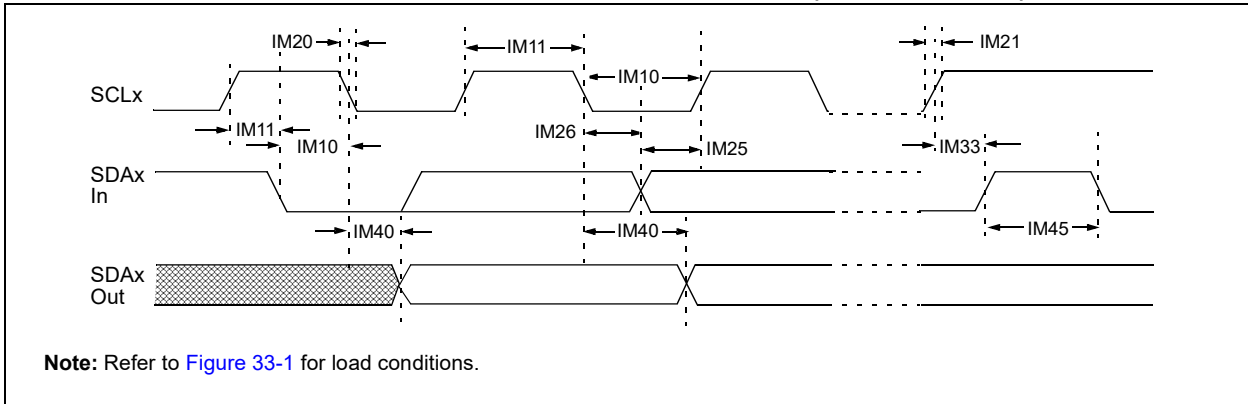 IM20
IM11
IM21
IM10
SCLx
IM11
IM10
IM26
IM25
IM33
SDAx
In
IM40
IM40
IM45
SDAx
Out
Note: Refer to Figure 33-1 for load conditions.